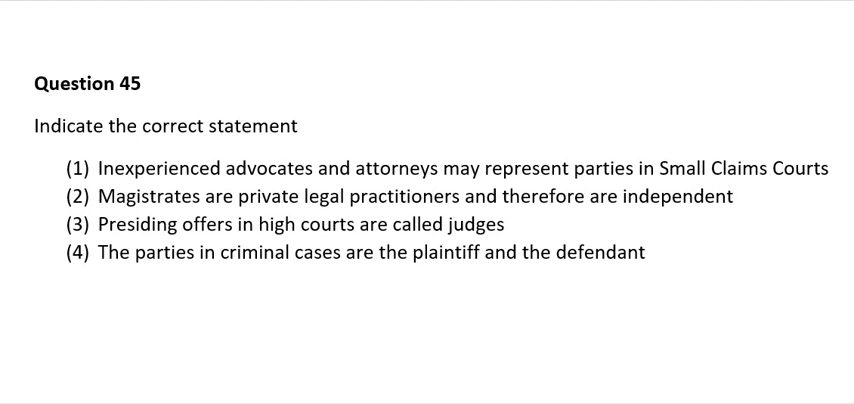 Question 45
Indicate the correct statement
(1) Inexperienced advocates and attorneys may represent parties in Small Claims Courts
(2) Magistrates are private legal practitioners and therefore are independent
(3) Presiding offers in high courts are called judges
(4) The parties in criminal cases are the plaintiff and the defendant